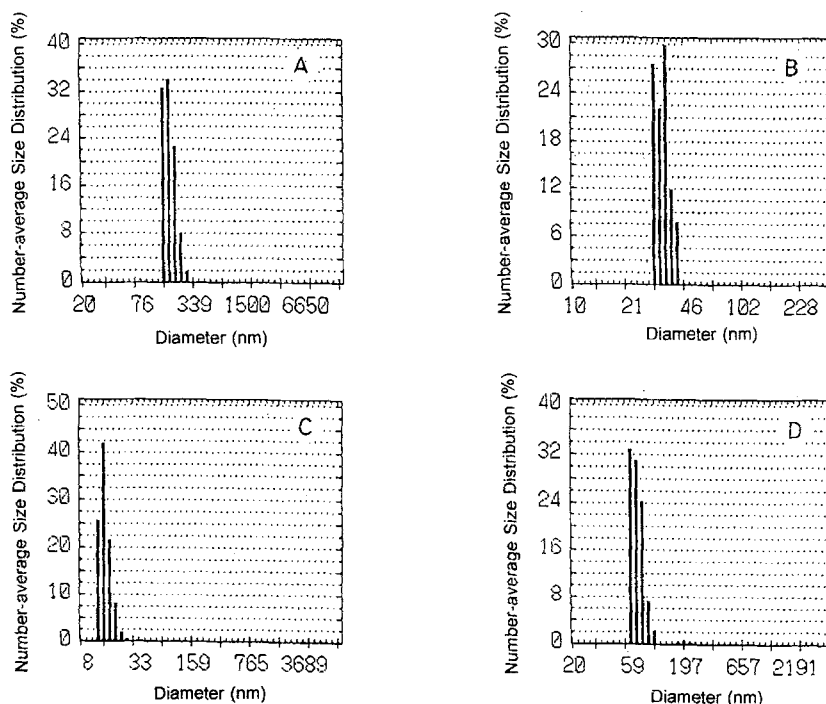 Number-average Size Distribution (%)
40
32
24
16
8
0
A
20 76 339 1500 6650
Diameter (nm)
Number-average Size Distribution (%)
30
24
18
12
6
0
B
10 21 46 102 228
Diameter (nm)
Number-average Size Distribution (%)
50
40
30
20
10
0
C
8 33 159 765 3689
Diameter (nm)
Number-average Size Distribution (%)
40
32
24
16
8
0
D
20 59 197 657 2191
Diameter (nm)